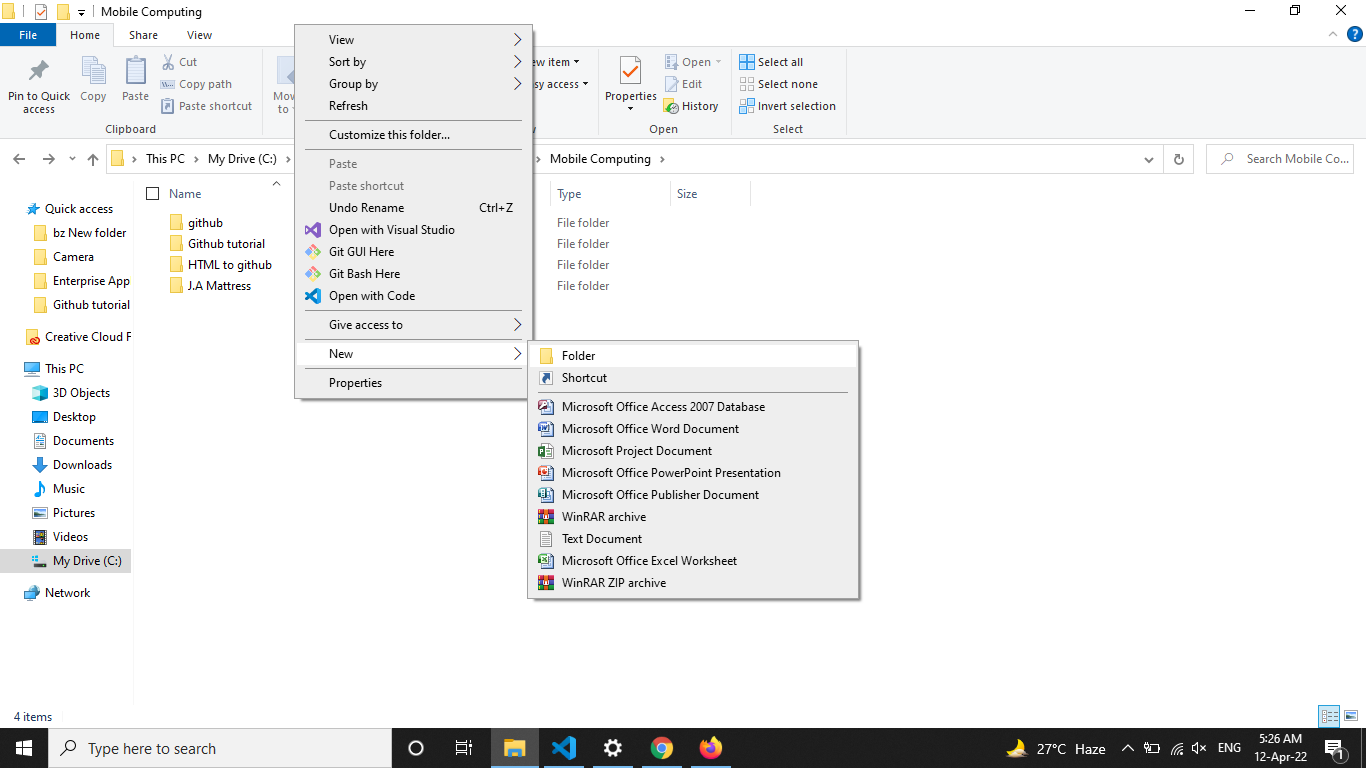 Mobile Computing
File Home Share View
Pin to Quick access
Copy
Paste
Cut
Copy path
Paste shortcut
Clipboard
Properties
Open
Edit
History
Open
Select all
Select none
Invert selection
Select
This PC My Drive (C:) Mobile Computing
Search Mobile Co...
Quick access
bz New folder
Camera
Enterprise App
Github tutorial
Creative Cloud F
This PC
3D Objects
Desktop
Documents
Downloads
Music
Pictures
Videos
My Drive (C:)
Network
Name Type Size
github File folder
Github tutorial File folder
HTML to github File folder
J.A Mattress File folder
View
Sort by
Group by
Refresh
Customize this folder...
Paste
Paste shortcut
Undo Rename Ctrl+Z
Open with Visual Studio
Git GUI Here
Git Bash Here
Open with Code
Give access to
New
Properties
Folder
Shortcut
Microsoft Office Access 2007 Database
Microsoft Office Word Document
Microsoft Project Document
Microsoft Office PowerPoint Presentation
Microsoft Office Publisher Document
WinRAR archive
Text Document
Microsoft Office Excel Worksheet
WinRAR ZIP archive
4 items
Type here to search
27°C Haze
ENG
5:26 AM
12-Apr-22
1